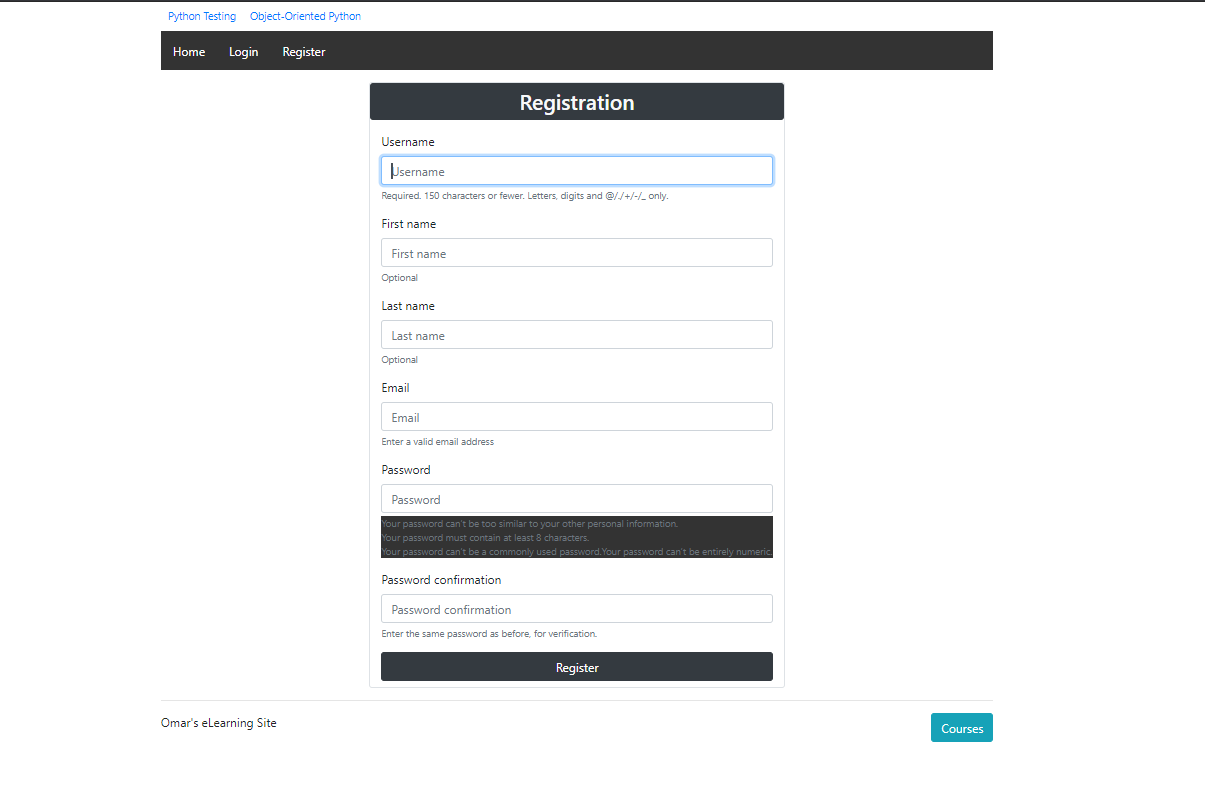 Python Testing Object-Oriented Python
Home Login Register
Registration
Username
Username
Required. 150 characters or fewer. Letters, digits and @/./+/-/_ only.
First name
First name
Optional
Last name
Last name
Optional
Email
Email
Enter a valid email address
Password
Password
Your password can't be too similar to your other personal information.
Your password must contain at least 8 characters.
Your password can't be a commonly used password.Your password can't be entirely numeric.
Password confirmation
Password confirmation
Enter the same password as before, for verification.
Register
Omar's eLearning Site
Courses